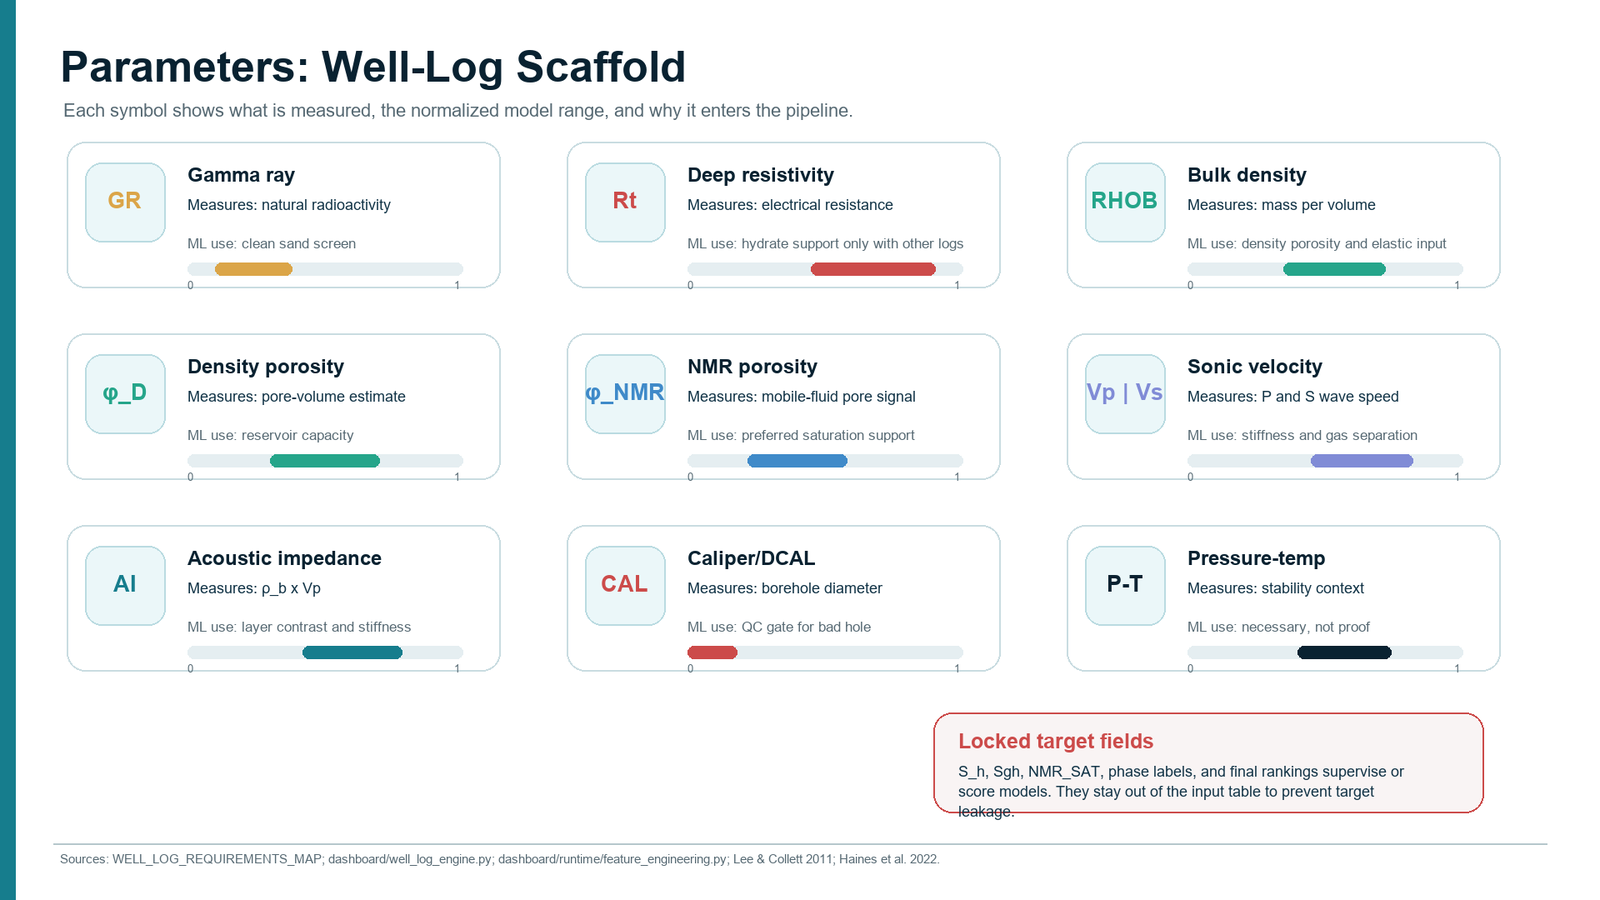 Parameters: Well-Log Scaffold
Each symbol shows what is measured, the normalized model range, and why it enters the pipeline.
GR
Gamma ray
Measures: natural radioactivity
ML use: clean sand screen
0 1
Rt
Deep resistivity
Measures: electrical resistance
ML use: hydrate support only with other logs
0 1
RHOB
Bulk density
Measures: mass per volume
ML use: density porosity and elastic input
0 1
φ_D
Density porosity
Measures: pore-volume estimate
ML use: reservoir capacity
0 1
φ_NMR
NMR porosity
Measures: mobile-fluid pore signal
ML use: preferred saturation support
0 1
Vp | Vs
Sonic velocity
Measures: P and S wave speed
ML use: stiffness and gas separation
0 1
AI
Acoustic impedance
Measures: ρ_b x Vp
ML use: layer contrast and stiffness
0 1
CAL
Caliper/DCAL
Measures: borehole diameter
ML use: QC gate for bad hole
0 1
P-T
Pressure-temp
Measures: stability context
ML use: necessary, not proof
0 1
Locked target fields
S_h, Sgh, NMR_SAT, phase labels, and final rankings supervise or
score models. They stay out of the input table to prevent target
leakage.
Sources: WELL_LOG_REQUIREMENTS_MAP; dashboard/well_log_engine.py; dashboard/runtime/feature_engineering.py; Lee & Collett 2011; Haines et al. 2022.